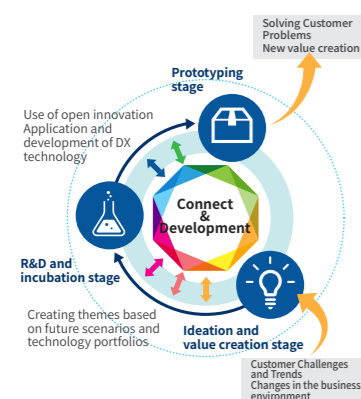 Solving Customer
Problems
New value creation
Prototyping
stage
Use of open innovation
Application and
development of DX
technology
Connect
&
Development
R&D and
incubation stage
Creating themes based
on future scenarios and
technology portfolios
Ideation and
value creation stage
Customer Challenges
and Trends
Changes in the business
environment